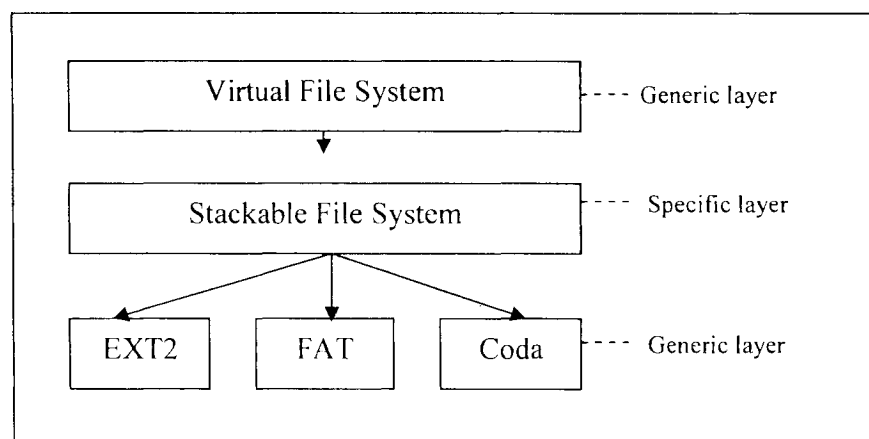 Virtual File System
Generic layer
Stackable File System
Specific layer
EXT2
FAT
Coda
Generic layer